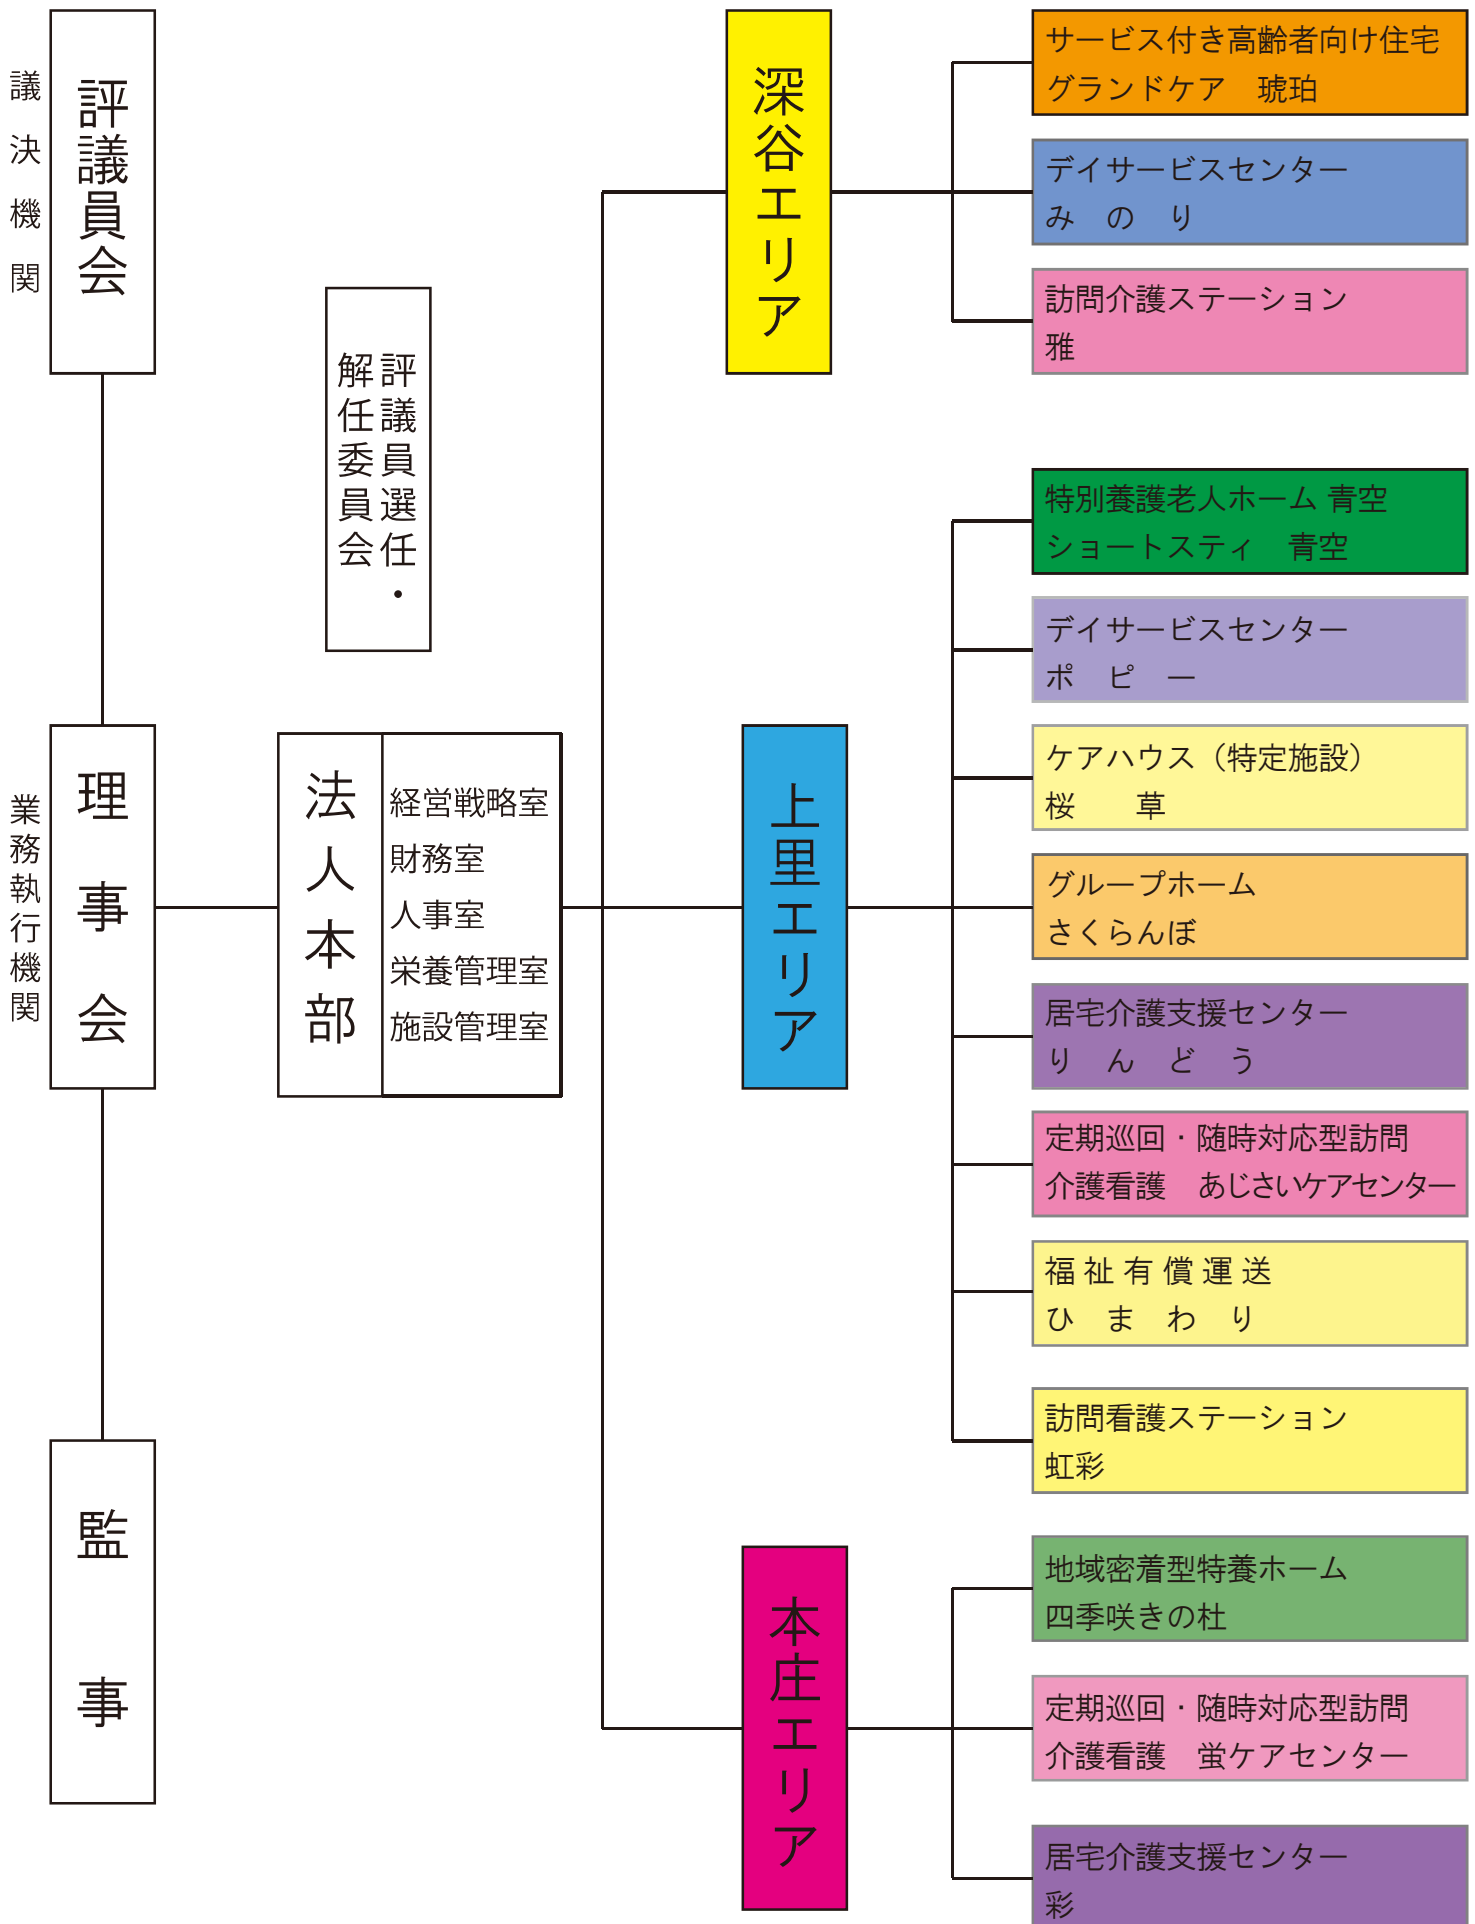 議決機関
評議員会
評議員選任・
解任委員会
業務執行機関
理事会
法人本部
経営戦略室
財務室
人事室
栄養管理室
施設管理室
監事
深谷エリア
サービス付き高齢者向け住宅
グランドケア　琥珀
デイサービスセンター
み　の　り
訪問介護ステーション
雅
上里エリア
特別養護老人ホーム 青空
ショートスティ　青空
デイサービスセンター
ポ　ピ　ー
ケアハウス（特定施設）
桜　　草
グループホーム
さくらんぼ
居宅介護支援センター
り　ん　ど　う
定期巡回・随時対応型訪問
介護看護　あじさいケアセンター
福 祉 有 償 運 送
ひ　ま　わ　り
訪問看護ステーション
虹彩
本庄エリア
地域密着型特養ホーム
四季咲きの杜
定期巡回・随時対応型訪問
介護看護　蛍ケアセンター
居宅介護支援センター
彩